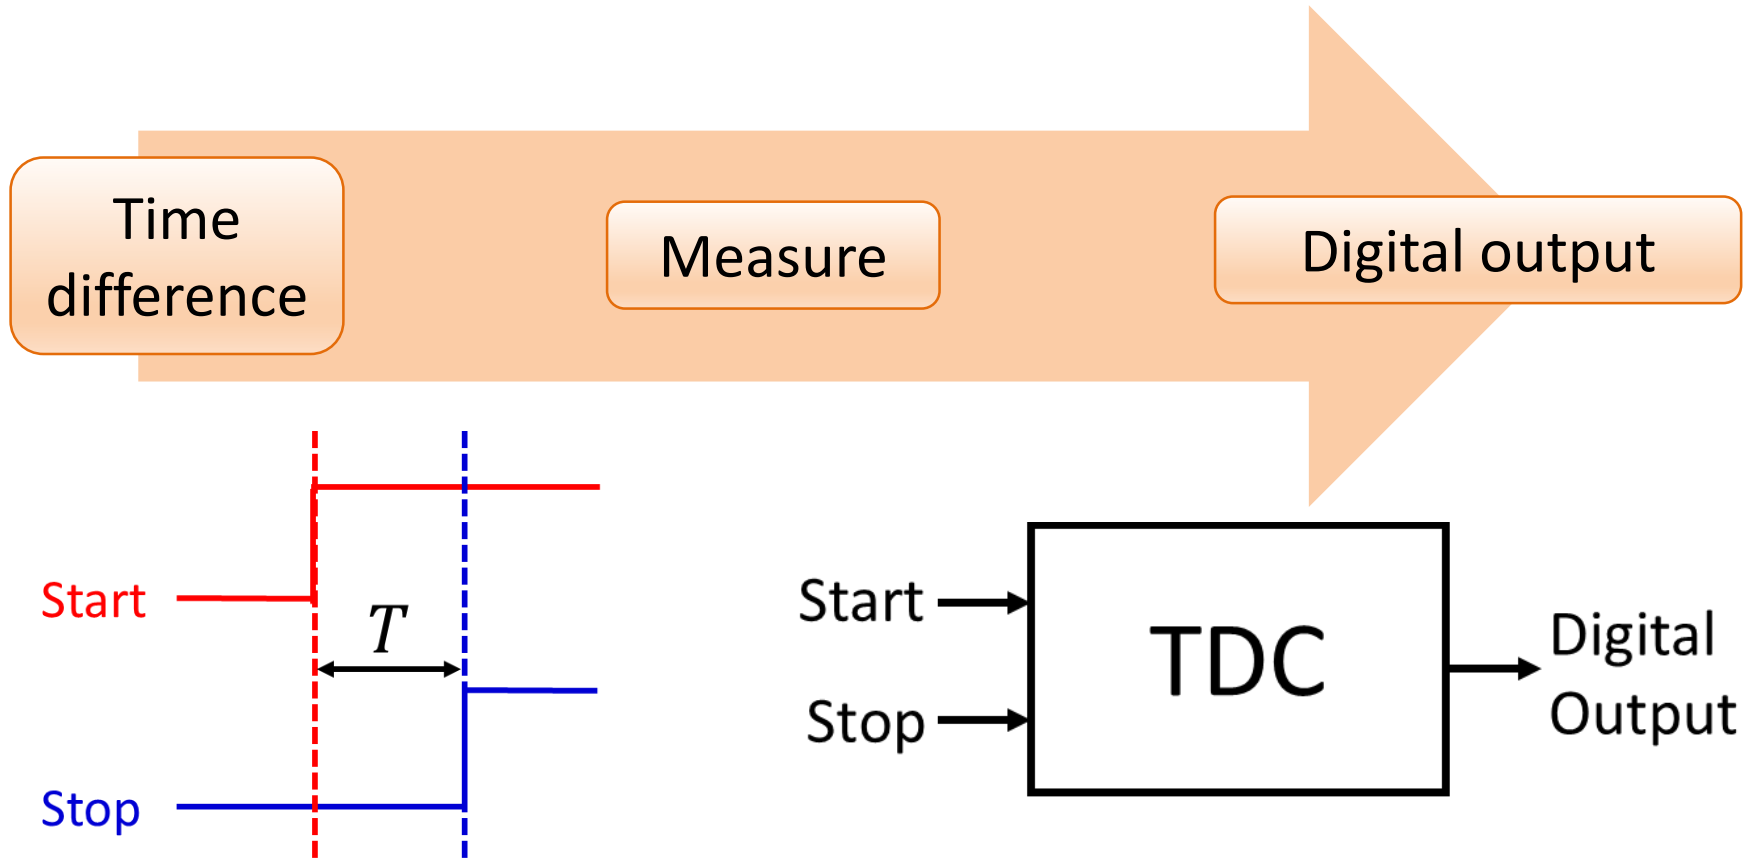 Time
difference
Measure
Digital output
Start
T
Stop
Start
Stop
TDC
Digital
Output